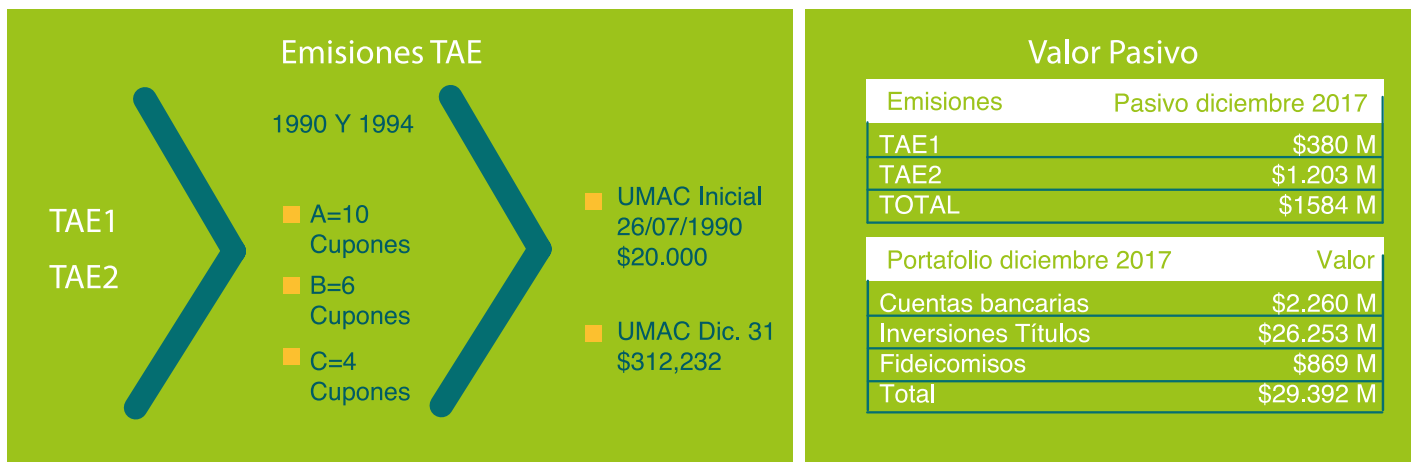 Emisiones TAE
TAE1
TAE2
1990 Y 1994
A=10
Cupones
B=6
Cupones
C=4
Cupones
UMAC Inicial
26/07/1990
$20.000
UMAC Dic. 31
$312,232
Valor Pasivo
Emisiones Pasivo diciembre 2017
TAE1 $380 M
TAE2 $1.203 M
TOTAL $1584 M
Portafolio diciembre 2017 Valor
Cuentas bancarias $2.260 M
Inversiones Títulos $26.253 M
Fideicomisos $869 M
Total $29.392 M